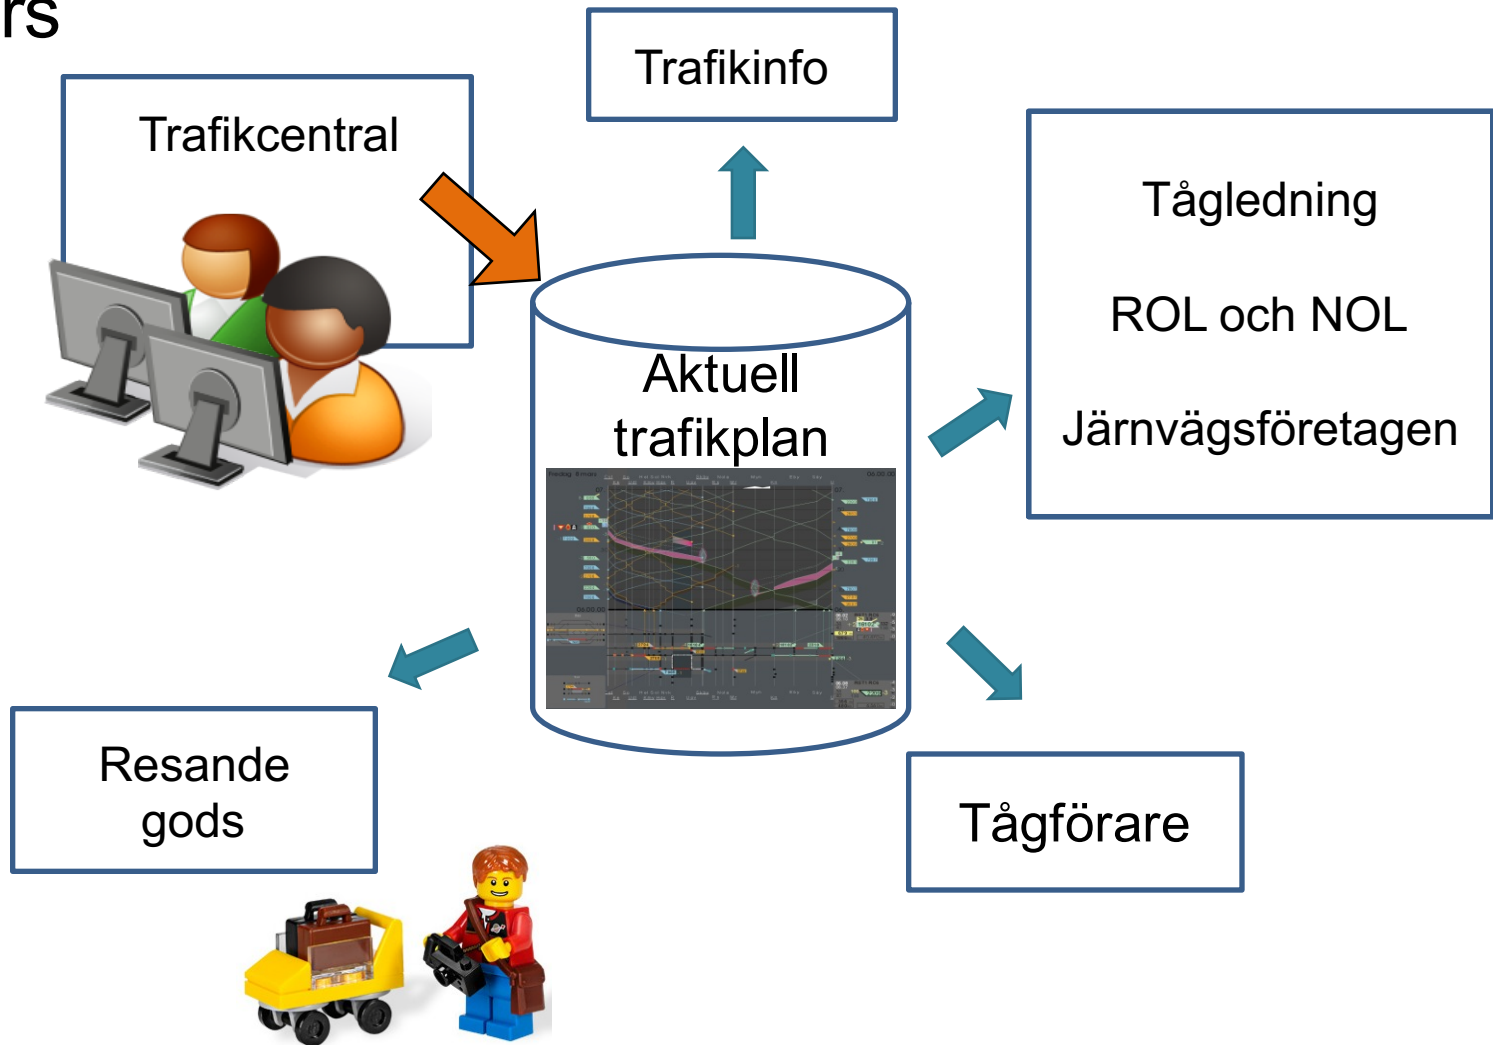 rs
Trafikinfo
Trafikcentral
Tågledning
ROL och NOL
Järnvägsföretagen
Aktuell
trafikplan
Resande
gods
Tågförare